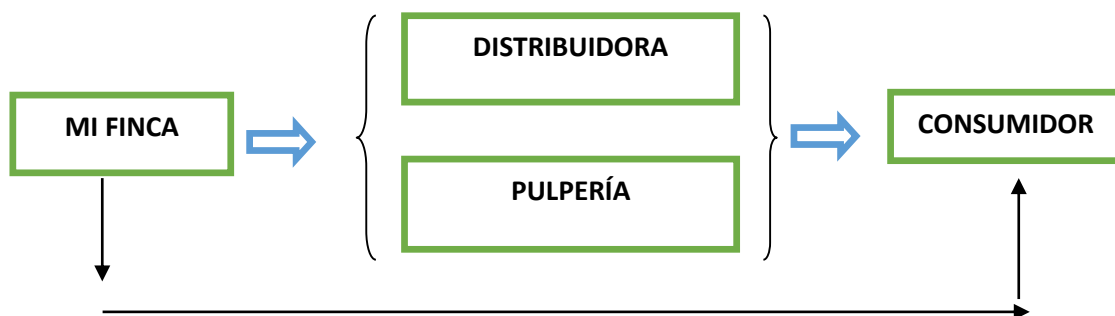 DISTRIBUIDORA
MI FINCA
CONSUMIDOR
PULPERÍA